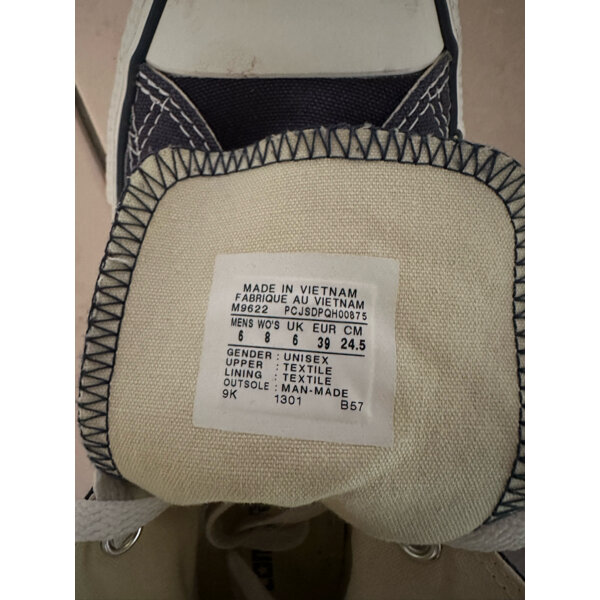 MADE IN VIETNAM
FABRIQUE AU VIETNAM
M9622 PCJSDPQH00875
MENS WO'S UK EUR CM
6 8 6 39 24.5
GENDER : UNISEX
UPPER : TEXTILE
LINING : TEXTILE
OUTSOLE : MAN-MADE
9K 1301 B57